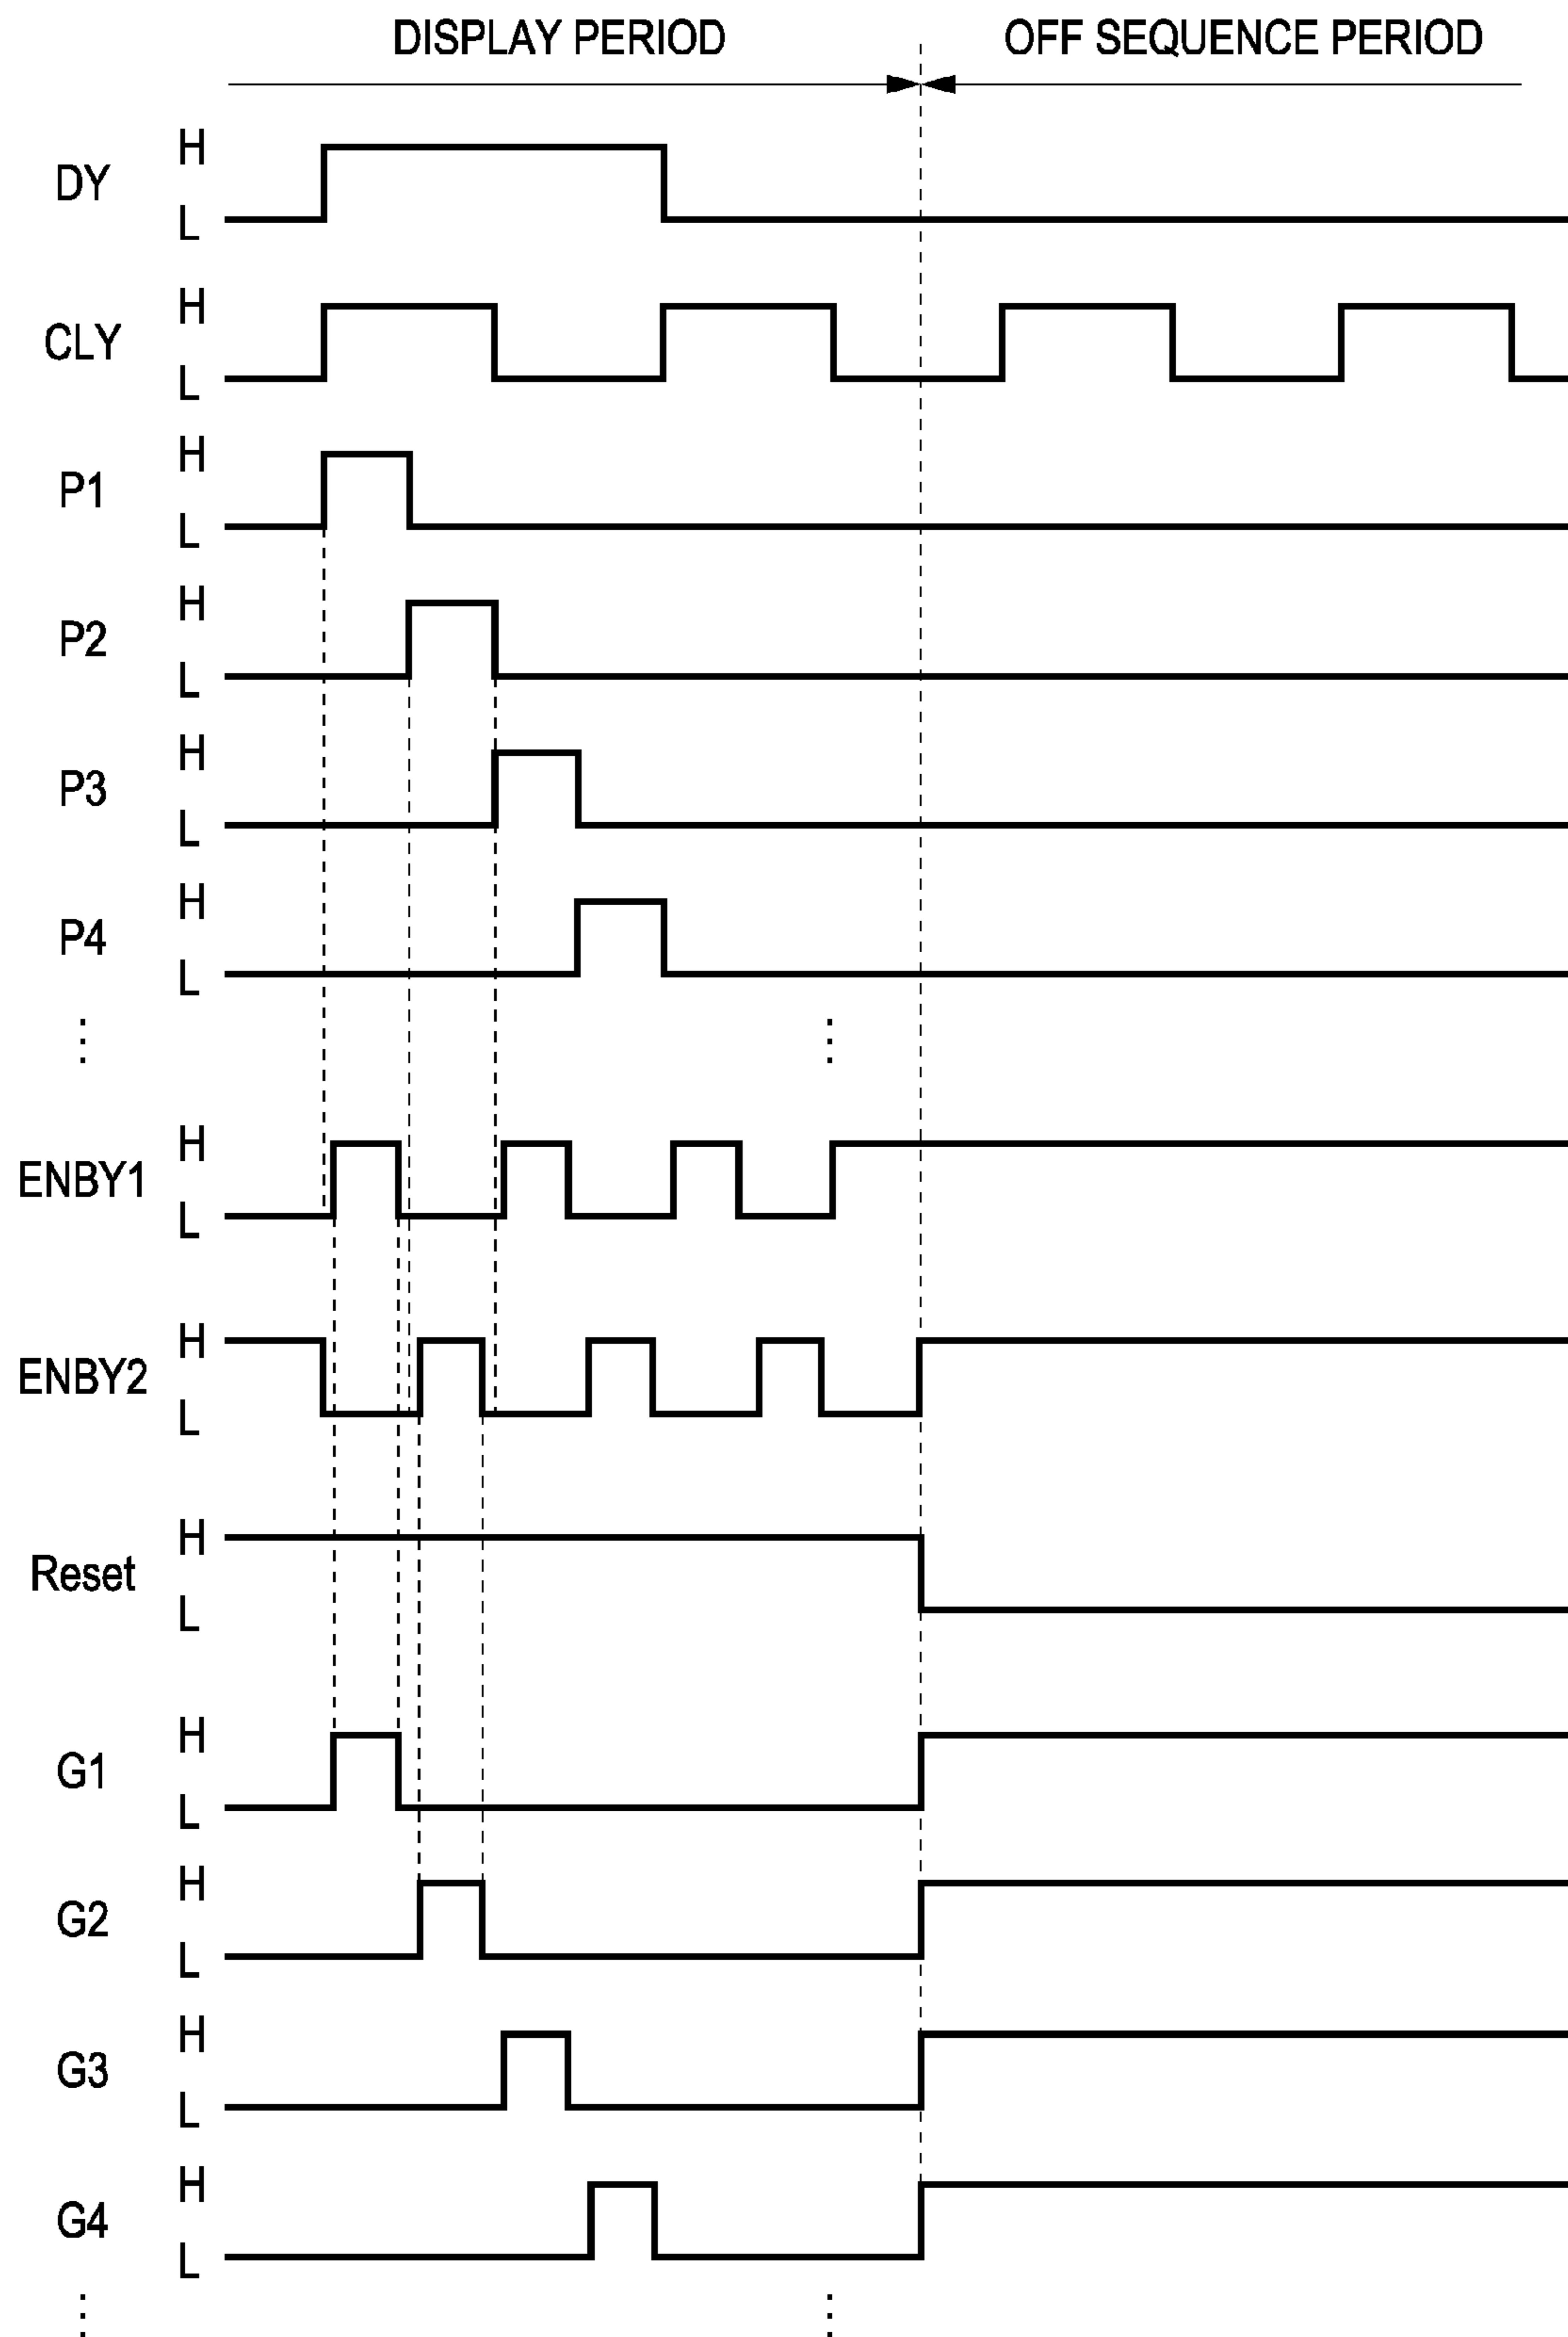 DISPLAY PERIOD OFF SEQUENCE PERIOD
H
DY
L
H
CLY
L
H
P1
L
H
P2
L
H
P3
L
H
P4
L
⋮ ⋮
H
ENBY1
L
H
ENBY2
L
H
Reset
L
H
G1
L
H
G2
L
H
G3
L
H
G4
L
⋮ ⋮